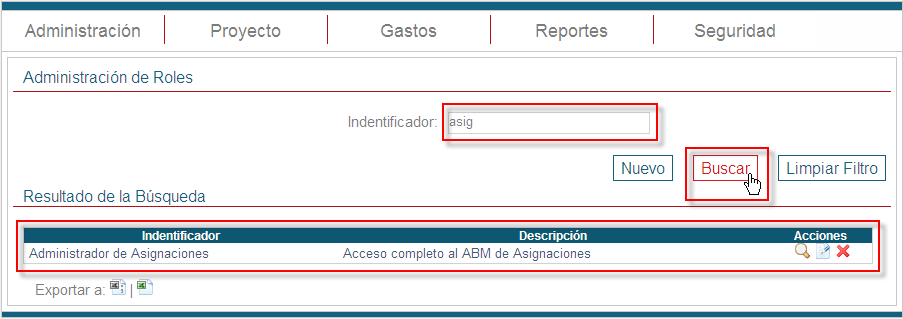 Administración Proyecto Gastos Reportes Seguridad
Administración de Roles
Indentificador: asig
Nuevo Buscar Limpiar Filtro
Resultado de la Búsqueda
Indentificador Descripción Acciones
Administrador de Asignaciones Acceso completo al ABM de Asignaciones
Exportar a: |